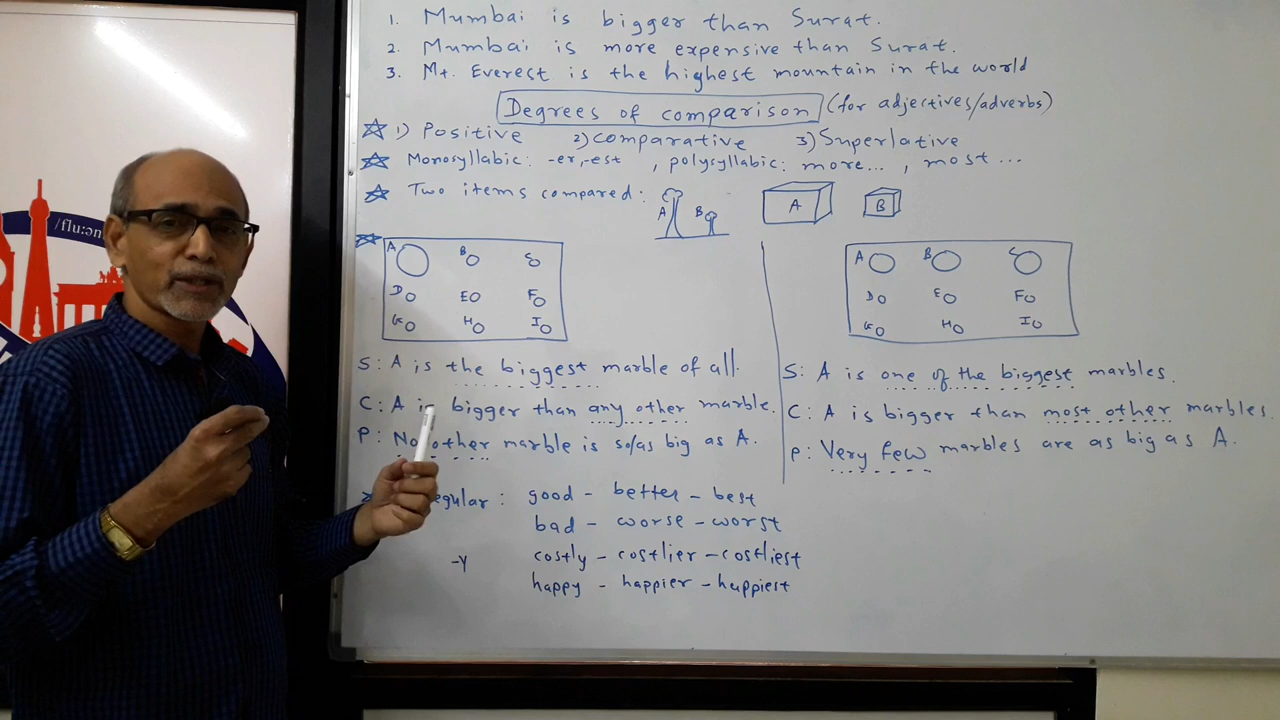 1. Mumbai is bigger than Surat.
2. Mumbai is more expensive than Surat.
3. Mt. Everest is the highest mountain in the world
Degrees of comparison (for adjectives/adverbs)
1) Positive 2) Comparative 3) Superlative
Monosyllabic: -er, -est, polysyllabic: more..., most...
Two items compared: A B A B
A B C
D E F
G H I
A B C
D E F
G H I
S: A is the biggest marble of all.
C: A is bigger than any other marble.
P: No other marble is so/as big as A.
S: A is one of the biggest marbles.
C: A is bigger than most other marbles.
P: Very few marbles are as big as A.
egular: good - better - best
bad - worse - worst
-y costly - costlier - costliest
happy - happier - happiest
/flu:ən